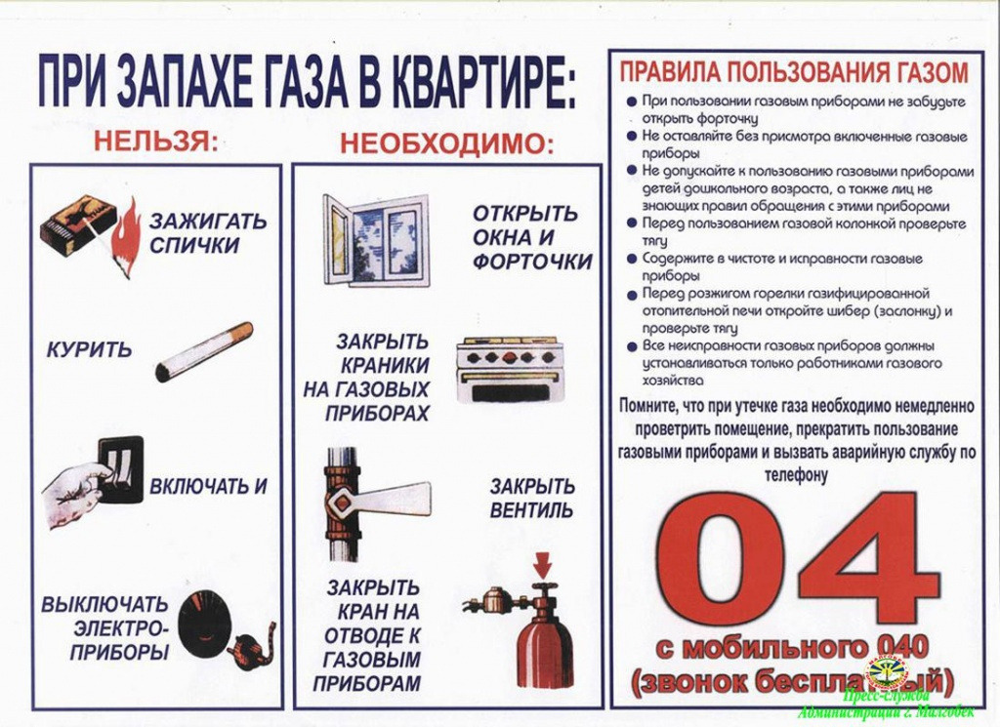 ПРИ ЗАПАХЕ ГАЗА В КВАРТИРЕ:
НЕЛЬЗЯ:
ЗАЖИГАТЬ
СПИЧКИ
КУРИТЬ
ВКЛЮЧАТЬ И
ВЫКЛЮЧАТЬ
ЭЛЕКТРО-
ПРИБОРЫ
НЕОБХОДИМО:
ОТКРЫТЬ
ОКНА И
ФОРТОЧКИ
ЗАКРЫТЬ
КРАНИКИ
НА ГАЗОВЫХ
ПРИБОРАХ
ЗАКРЫТЬ
ВЕНТИЛЬ
ЗАКРЫТЬ
КРАН НА
ОТВОДЕ К
ГАЗОВЫМ
ПРИБОРАМ
ПРАВИЛА ПОЛЬЗОВАНИЯ ГАЗОМ
При пользовании газовым приборами не забудьте
открыть форточку
Не оставляйте без присмотра включенные газовые
приборы
Не допускайте к пользованию газовыми приборами
детей дошкольного возраста, а также лиц не
знающих правил обращения с этими приборами
Перед пользованием газовой колонкой проверьте
тягу
Содержите в чистоте и исправности газовые
приборы
Перед розжигом горелки газифицированной
отопительной печи откройте шибер (заслонку) и
проверьте тягу
Все неисправности газовых приборов должны
устанавливаться только работниками газового
хозяйства
Помните, что при утечке газа необходимо немедленно
проветрить помещение, прекратить пользование
газовыми приборами и вызвать аварийную службу по
телефону
04
с мобильного 040
(звонок бесплатный)
Пресс-служба
Администрации г. Малгобек